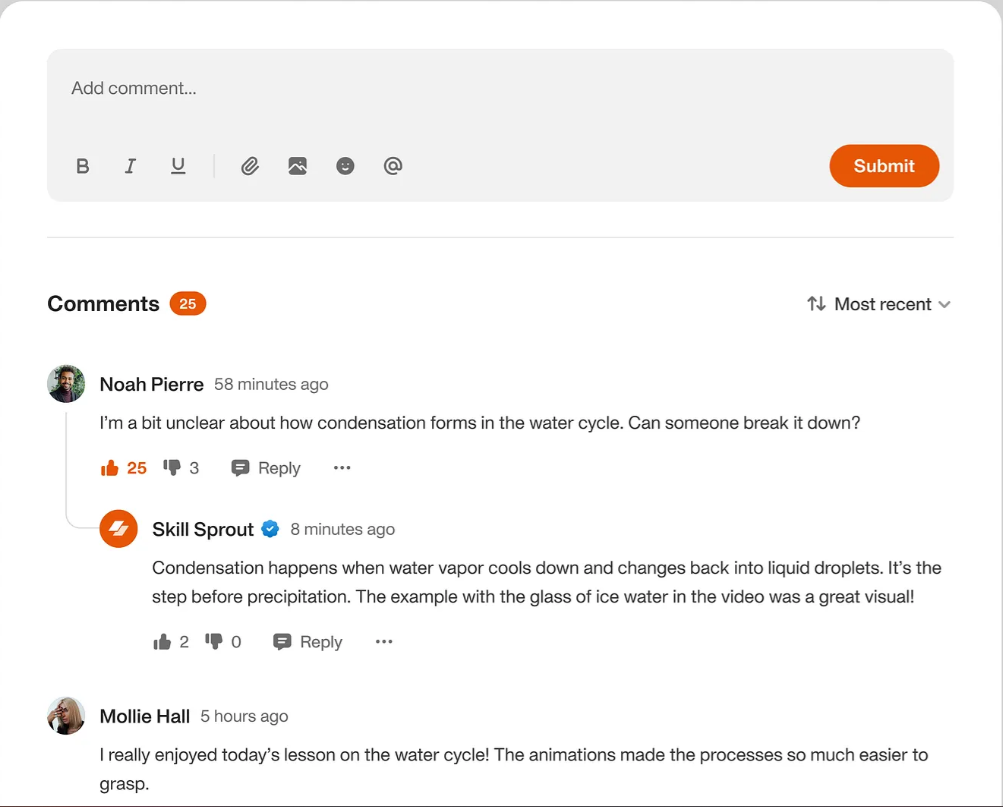 Add comment...
B I U @ Submit
Comments 25 Most recent
Noah Pierre 58 minutes ago
I’m a bit unclear about how condensation forms in the water cycle. Can someone break it down?
25 3 Reply ...
Skill Sprout 8 minutes ago
Condensation happens when water vapor cools down and changes back into liquid droplets. It’s the
step before precipitation. The example with the glass of ice water in the video was a great visual!
2 0 Reply ...
Mollie Hall 5 hours ago
I really enjoyed today’s lesson on the water cycle! The animations made the processes so much easier to
grasp.